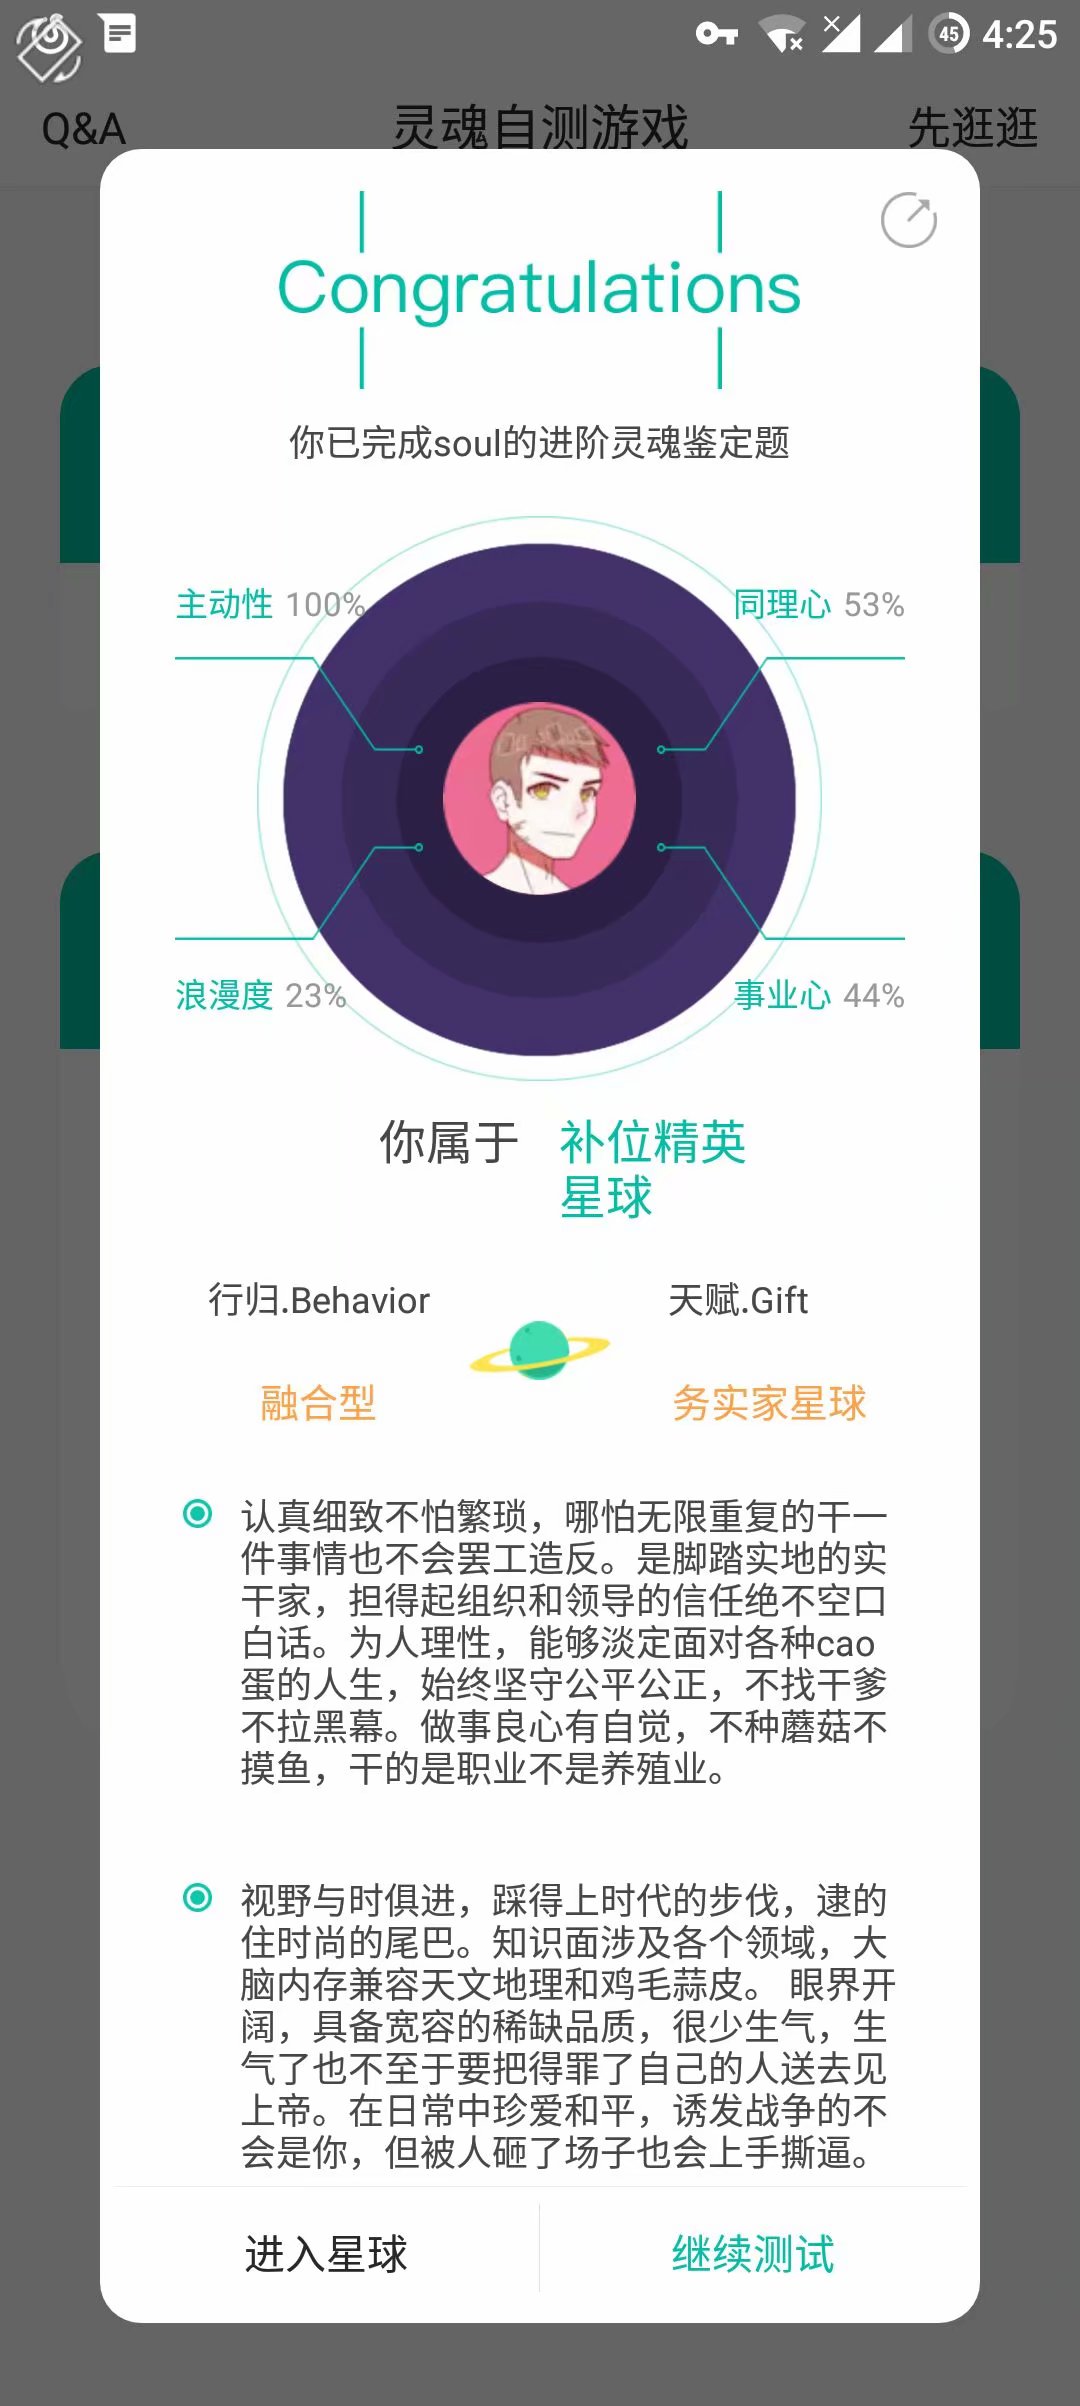 45 4:25
Q&A 灵魂自测游戏 先逛逛
Congratulations
你已完成soul的进阶灵魂鉴定题
主动性 100% 同理心 53%
浪漫度 23% 事业心 44%
你属于 补位精英
星球
行归.Behavior 天赋.Gift
融合型 务实家星球
认真细致不怕繁琐，哪怕无限重复的干一
件事情也不会罢工造反。是脚踏实地的实
干家，担得起组织和领导的信任绝不空口
白话。为人理性，能够淡定面对各种cao
蛋的人生，始终坚守公平公正，不找干爹
不拉黑幕。做事良心有自觉，不种蘑菇不
摸鱼，干的是职业不是养殖业。
视野与时俱进，踩得上时代的步伐，逮的
住时尚的尾巴。知识面涉及各个领域，大
脑内存兼容天文地理和鸡毛蒜皮。 眼界开
阔，具备宽容的稀缺品质，很少生气，生
气了也不至于要把得罪了自己的人送去见
上帝。在日常中珍爱和平，诱发战争的不
会是你，但被人砸了场子也会上手撕逼。
进入星球 继续测试